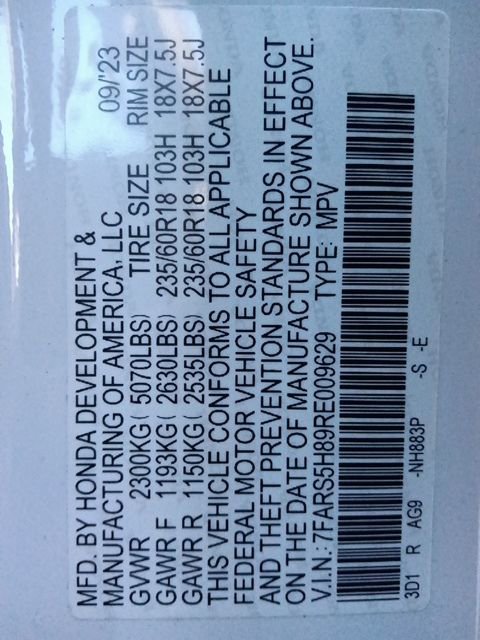 MFD. BY HONDA DEVELOPMENT &
MANUFACTURING OF AMERICA, LLC 09/'23
GVWR 2300KG( 5070LBS) TIRE SIZE RIM SIZE
GAWR F 1193KG( 2630LBS) 235/60R18 103H 18X7.5J
GAWR R 1150KG( 2535LBS) 235/60R18 103H 18X7.5J
THIS VEHICLE CONFORMS TO ALL APPLICABLE
FEDERAL MOTOR VEHICLE SAFETY
AND THEFT PREVENTION STANDARDS IN EFFECT
ON THE DATE OF MANUFACTURE SHOWN ABOVE.
V.I.N.: 7FARS5H89RE009629 TYPE: MPV
3D1 R AG9 -NH883P -S -E